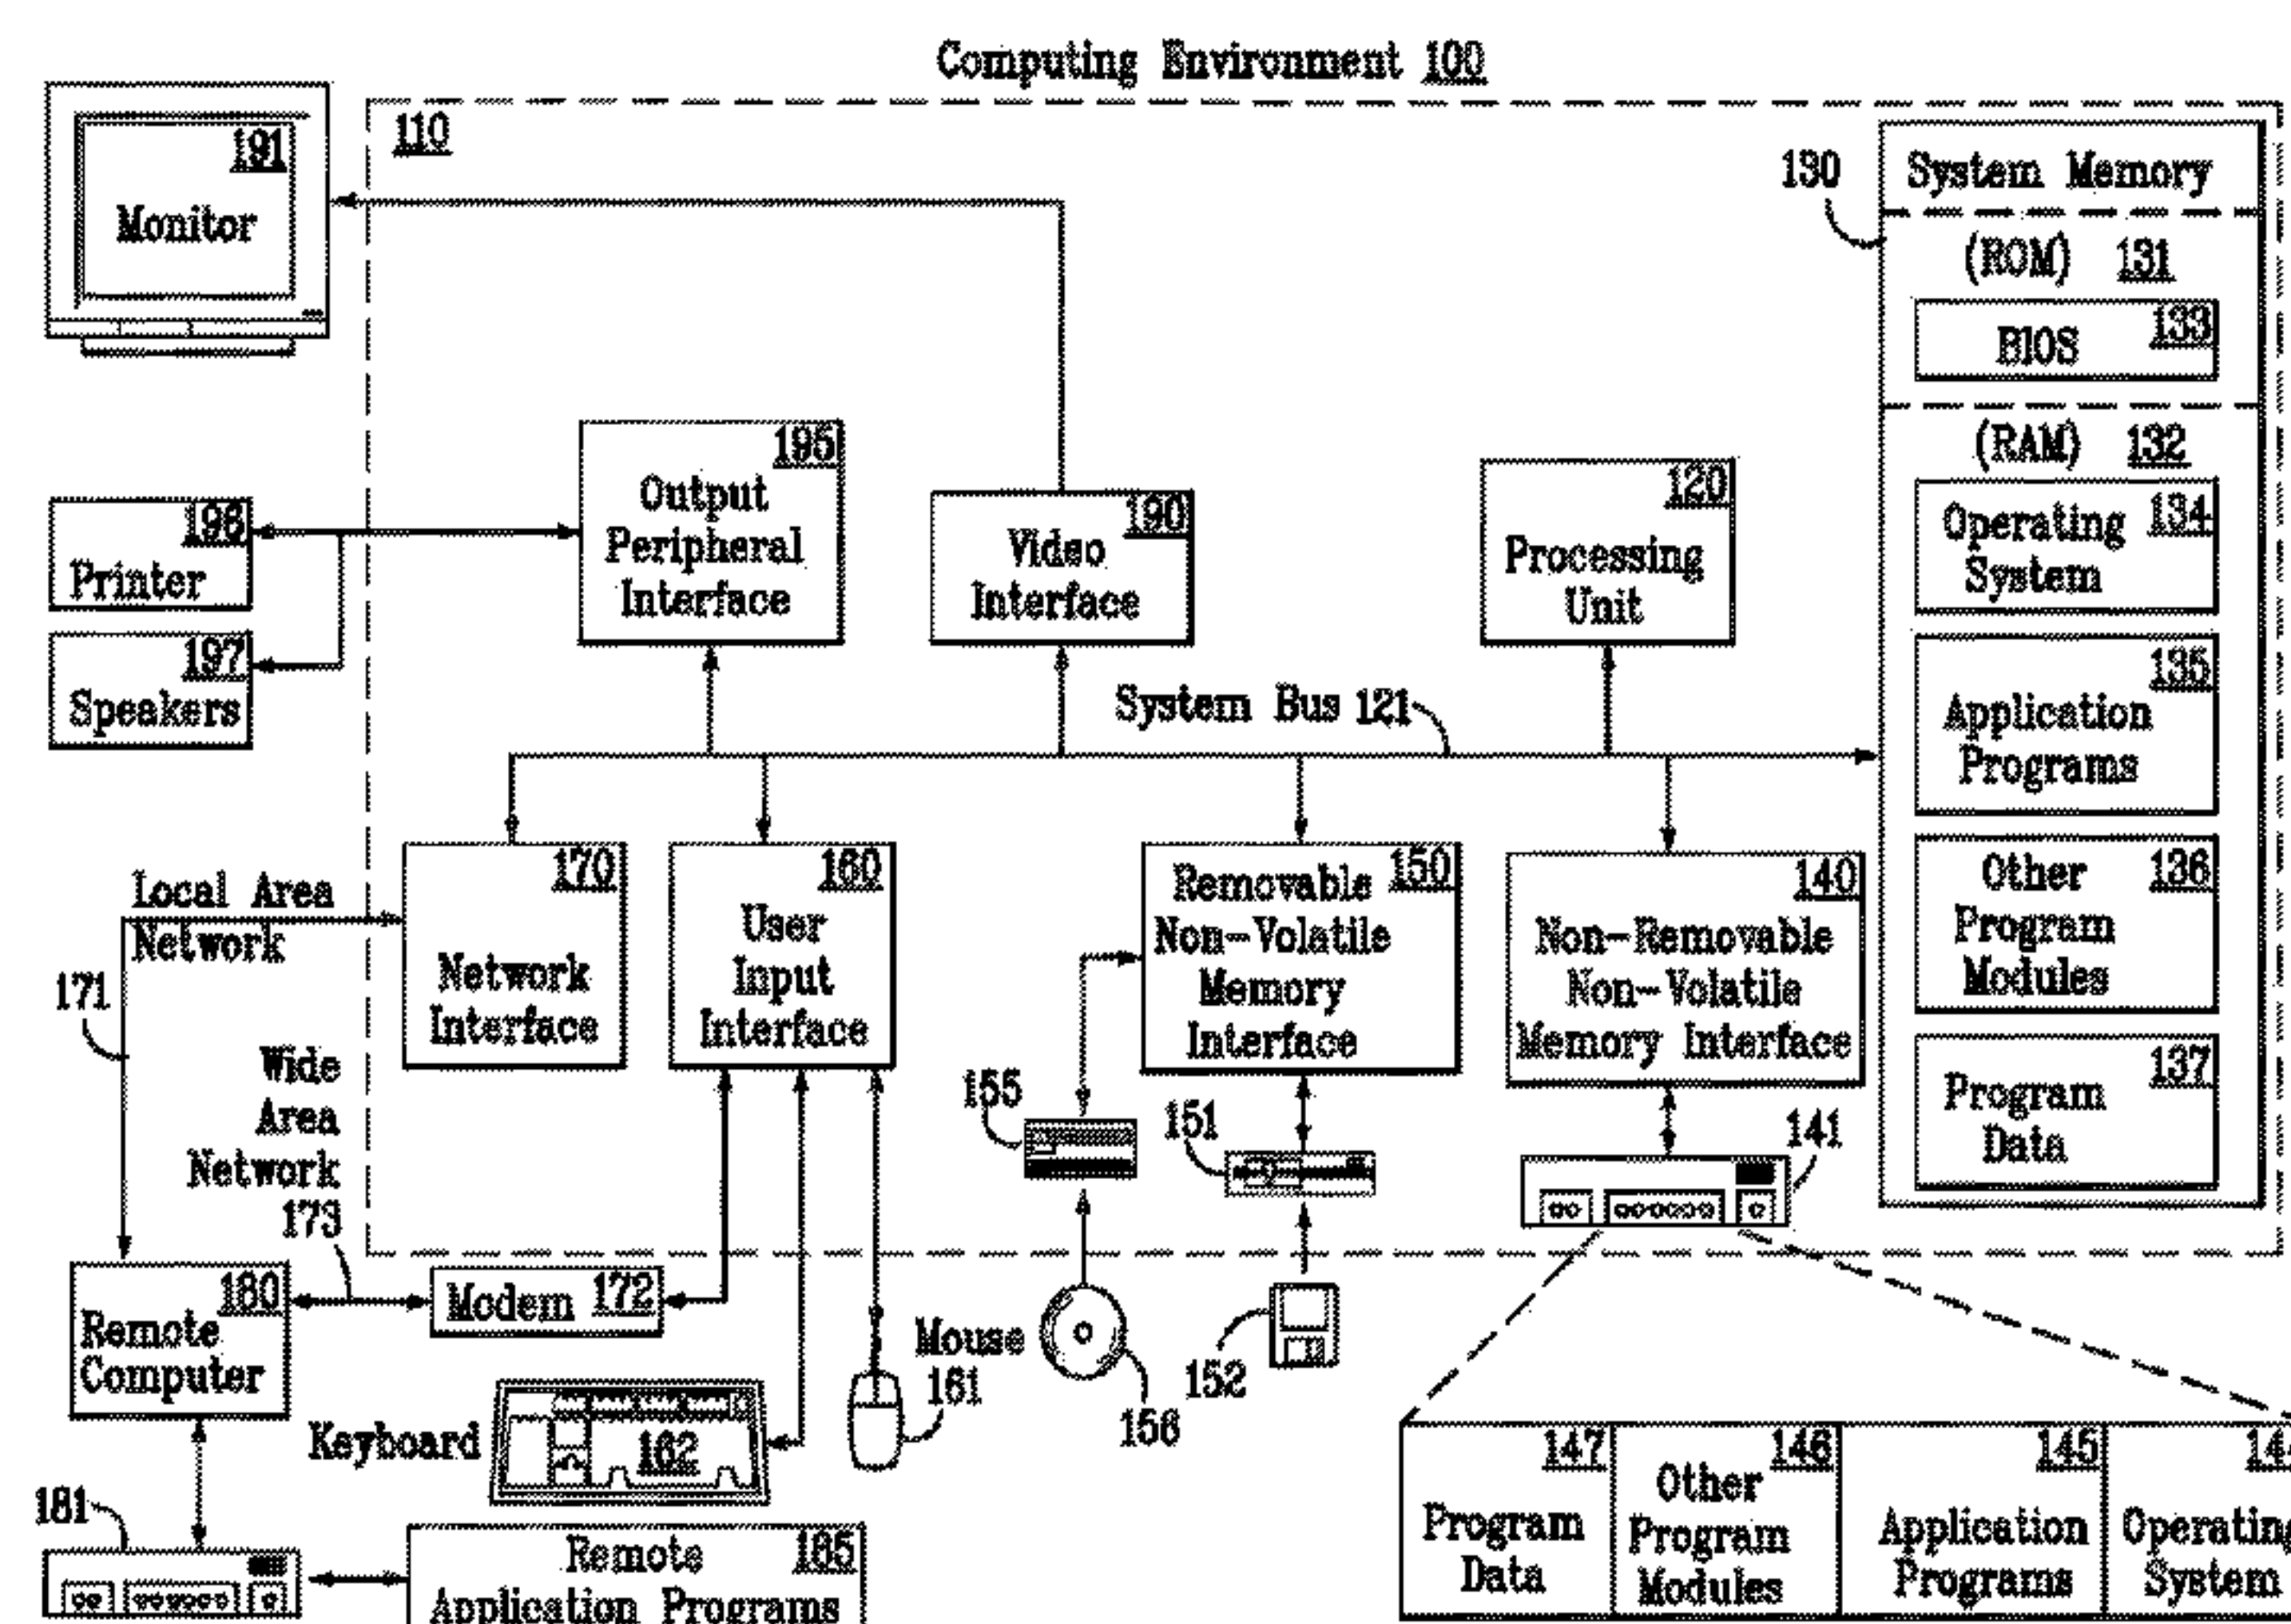 Computing Environment 100
110
191
Monitor
130
System Memory
(ROM) 131
BIOS 133
(RAM) 132
Operating 134
System
135
Application
Programs
Other 136
Program
Modules
137
Program
Data
195
Output
Peripheral
Interface
190
Video
Interface
120
Processing
Unit
196
Printer
197
Speakers
System Bus 121
170
Network
Interface
160
User
Input
Interface
Removable 150
Non-Volatile
Memory
Interface
140
Non-Removable
Non-Volatile
Memory Interface
Local Area
Network
171
Wide
Area
Network
173
155
151
141
180
Remote
Computer
Modem 172
Mouse
161
Keyboard
162
156
152
181
Remote 185
Application Programs
147
Program
Data
146
Other
Program
Modules
145
Application
Programs
Operating
System